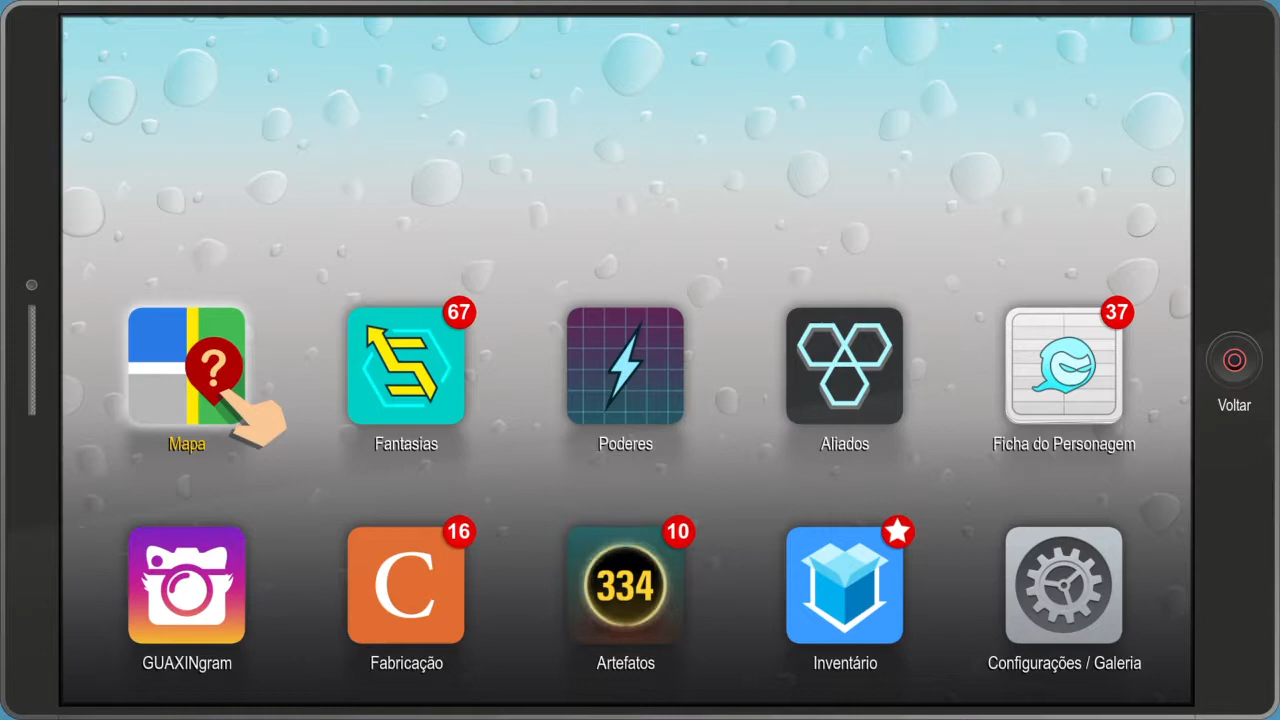 67
37
?
Voltar
Mapa
Fantasias
Poderes
Aliados
Ficha do Personagem
16
10
C
334
GUAXINgram
Fabricação
Artefatos
Inventário
Configurações / Galeria